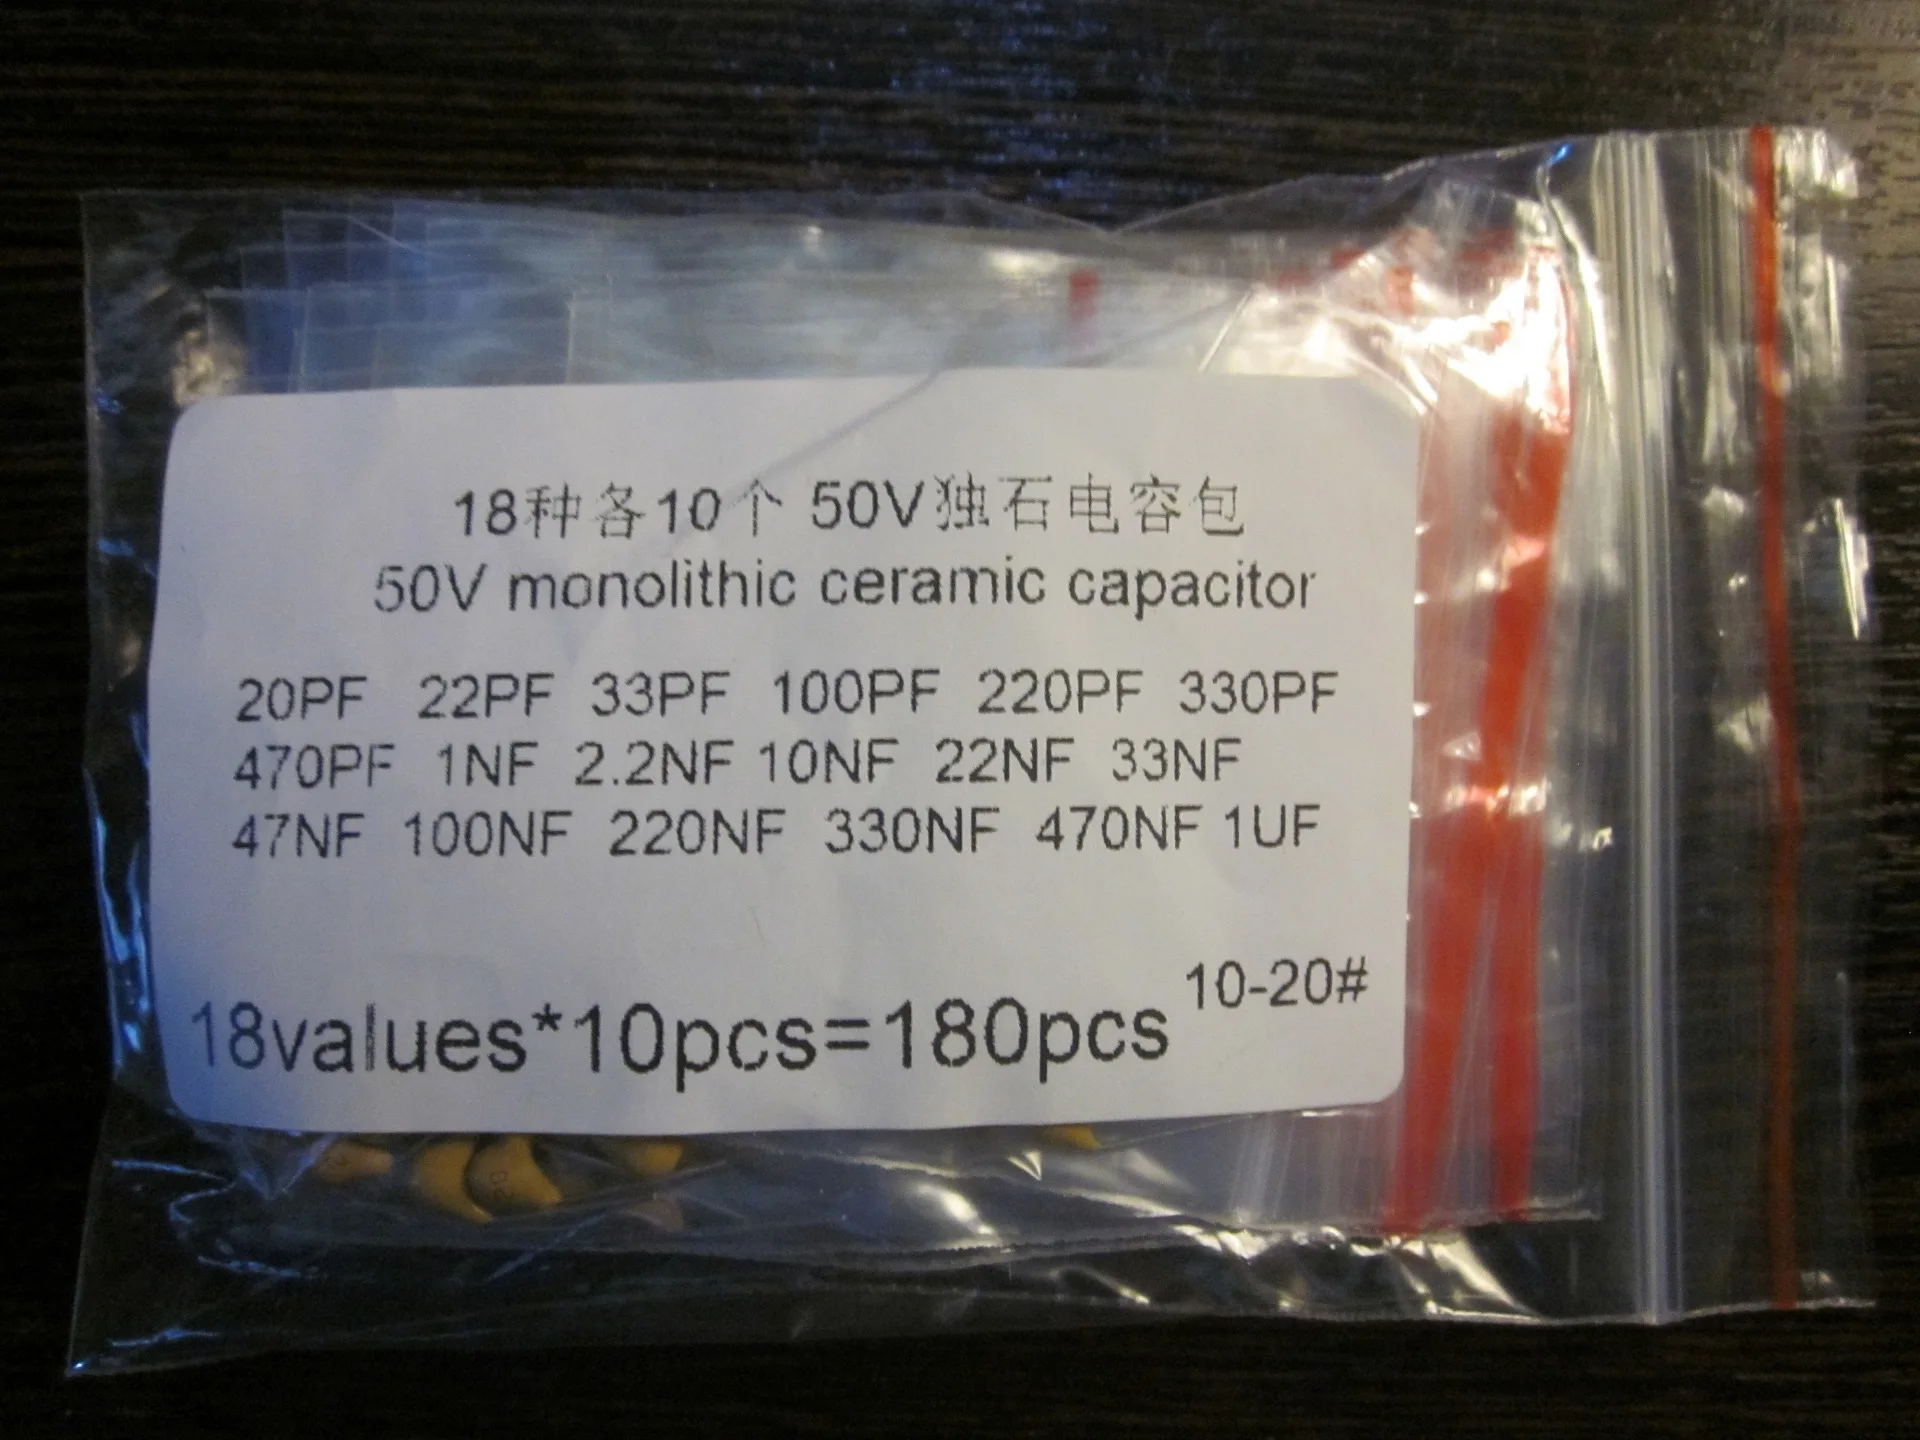 18种各10个 50V独石电容包
50V monolithic ceramic capacitor
20PF 22PF 33PF 100PF 220PF 330PF
470PF 1NF 2.2NF 10NF 22NF 33NF
47NF 100NF 220NF 330NF 470NF 1UF
18values*10pcs=180pcs 10-20#